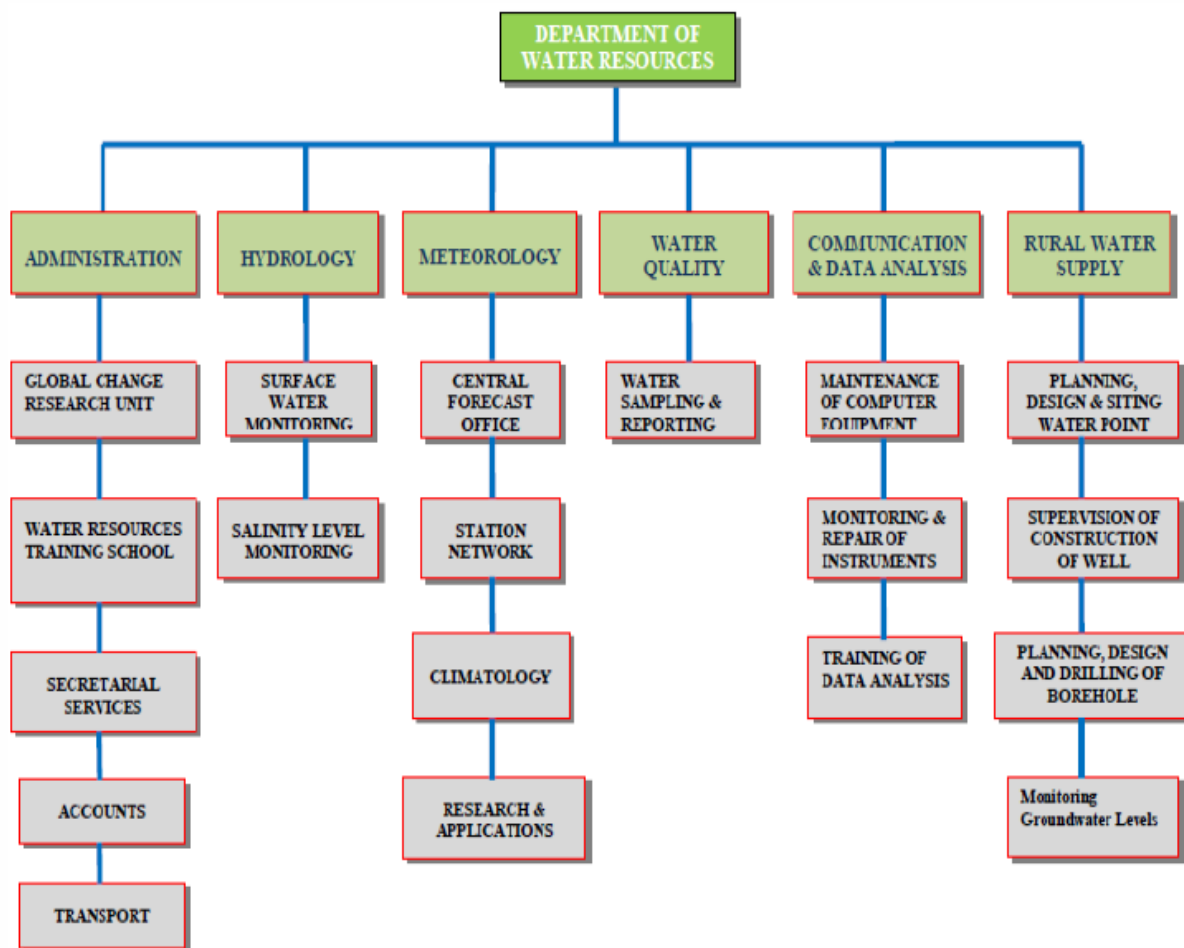 DEPARTMENT OF
WATER RESOURCES
ADMINISTRATION
HYDROLOGY
METEOROLOGY
WATER
QUALITY
COMMUNICATION
& DATA ANALYSIS
RURAL WATER
SUPPLY
GLOBAL CHANGE
RESEARCH UNIT
SURFACE
WATER
MONITORING
CENTRAL
FORECAST
OFFICE
WATER
SAMPLING &
REPORTING
MAINTENANCE
OF COMPUTER
EQUIPMENT
PLANNING,
DESIGN & SITING
WATER POINT
WATER RESOURCES
TRAINING SCHOOL
SALINITY LEVEL
MONITORING
STATION
NETWORK
MONITORING &
REPAIR OF
INSTRUMENTS
SUPERVISION OF
CONSTRUCTION
OF WELL
SECRETARIAL
SERVICES
CLIMATOLOGY
TRAINING OF
DATA ANALYSIS
PLANNING, DESIGN
AND DRILLING OF
BOREHOLE
ACCOUNTS
RESEARCH &
APPLICATIONS
Monitoring
Groundwater Levels
TRANSPORT